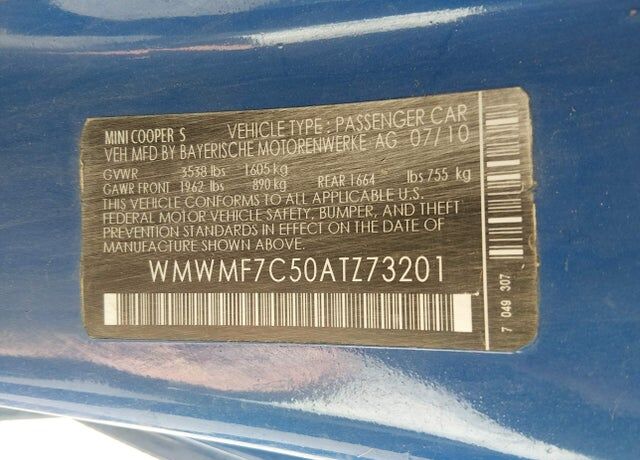 MINI COOPER S VEHICLE TYPE : PASSENGER CAR
VEH MFD BY BAYERISCHE MOTORENWERKE AG 07/10
GVWR 3538 lbs 1605 kg
GAWR FRONT 1962 lbs 890 kg REAR 1664 lbs 755 kg
THIS VEHICLE CONFORMS TO ALL APPLICABLE U.S.
FEDERAL MOTOR VEHICLE SAFETY, BUMPER, AND THEFT
PREVENTION STANDARDS IN EFFECT ON THE DATE OF
MANUFACTURE SHOWN ABOVE.
WMWMF7C50ATZ73201
7 049 307